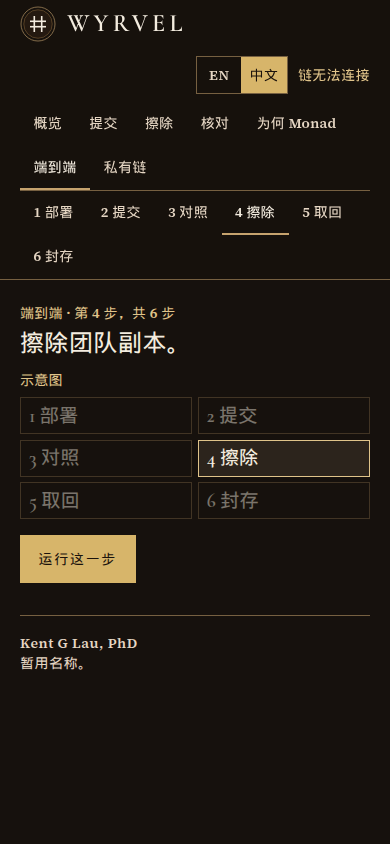 WYRVEL
EN 中文 链无法连接
概览 提交 擦除 核对 为何 Monad
端到端 私有链
1 部署 2 提交 3 对照 4 擦除 5 取回
6 封存
端到端 · 第 4 步，共 6 步
擦除团队副本。
示意图
1 部署 2 提交
3 对照 4 擦除
5 取回 6 封存
运行这一步
Kent G Lau, PhD
暂用名称。